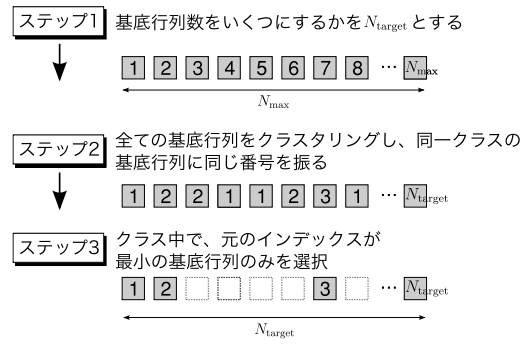 ステップ1
基底行列数をいくつにするかをN_target とする
1 2 3 4 5 6 7 8 … N_max
N_max
ステップ2
全ての基底行列をクラスタリングし、同一クラスの
基底行列に同じ番号を振る
1 2 2 1 1 2 3 1 … N_target
ステップ3
クラス中で、元のインデックスが
最小の基底行列のみを選択
1 2 3 … N_target
N_target